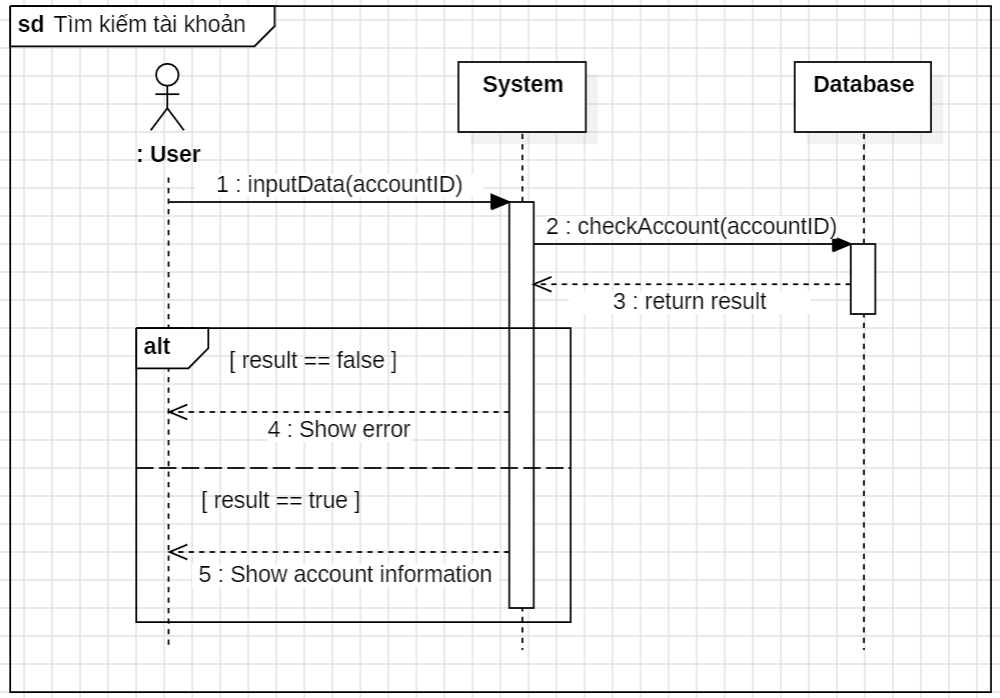 sd Tìm kiếm tài khoản
System
Database
: User
1 : inputData(accountID)
2 : checkAccount(accountID)
3 : return result
alt
[ result == false ]
4 : Show error
[ result == true ]
5 : Show account information